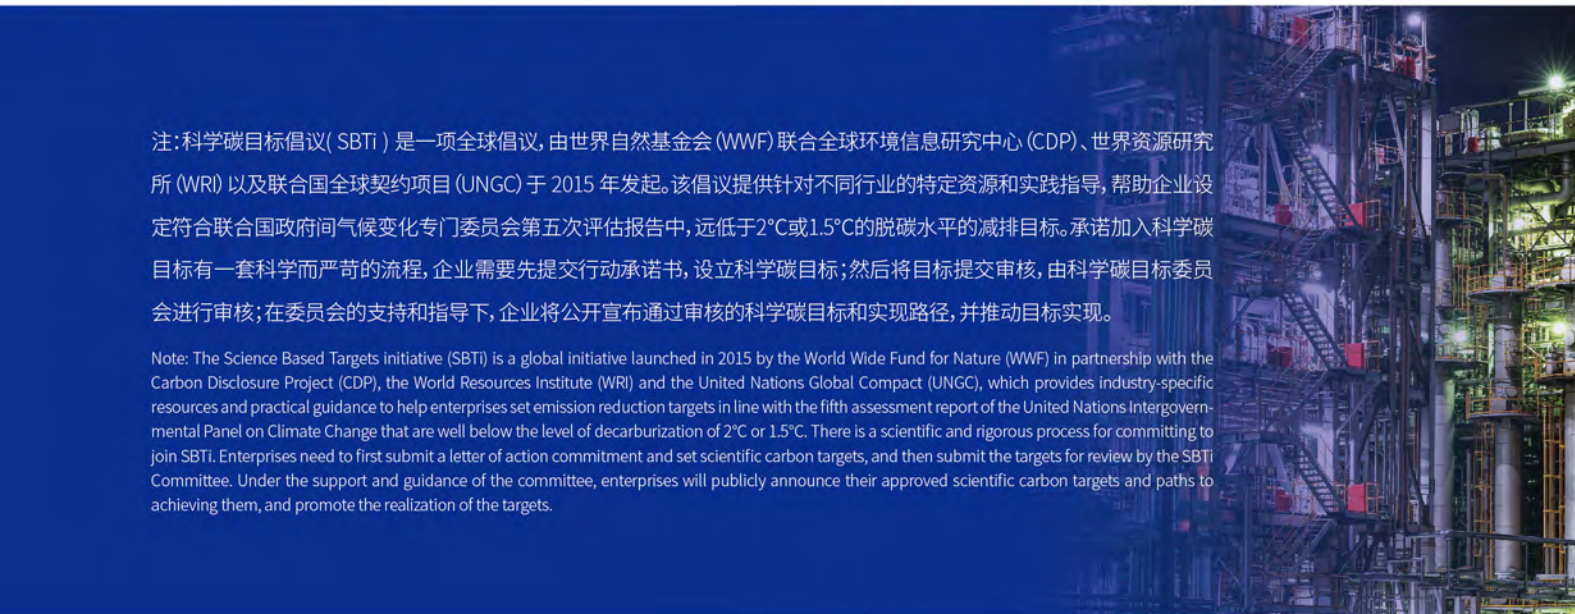 注：科学碳目标倡议( SBTi ) 是一项全球倡议，由世界自然基金会（WWF）联合全球环境信息研究中心（CDP）、世界资源研究
所（WRI）以及联合国全球契约项目（UNGC）于 2015 年发起。该倡议提供针对不同行业的特定资源和实践指导，帮助企业设
定符合联合国政府间气候变化专门委员会第五次评估报告中，远低于2°C或1.5°C的脱碳水平的减排目标。承诺加入科学碳
目标有一套科学而严苛的流程，企业需要先提交行动承诺书，设立科学碳目标；然后将目标提交审核，由科学碳目标委员
会进行审核；在委员会的支持和指导下，企业将公开宣布通过审核的科学碳目标和实现路径，并推动目标实现。
Note: The Science Based Targets initiative (SBTi) is a global initiative launched in 2015 by the World Wide Fund for Nature (WWF) in partnership with the
Carbon Disclosure Project (CDP), the World Resources Institute (WRI) and the United Nations Global Compact (UNGC), which provides industry-specific
resources and practical guidance to help enterprises set emission reduction targets in line with the fifth assessment report of the United Nations Intergovern-
mental Panel on Climate Change that are well below the level of decarburization of 2°C or 1.5°C. There is a scientific and rigorous process for committing to
join SBTi. Enterprises need to first submit a letter of action commitment and set scientific carbon targets, and then submit the targets for review by the SBTi
Committee. Under the support and guidance of the committee, enterprises will publicly announce their approved scientific carbon targets and paths to
achieving them, and promote the realization of the targets.